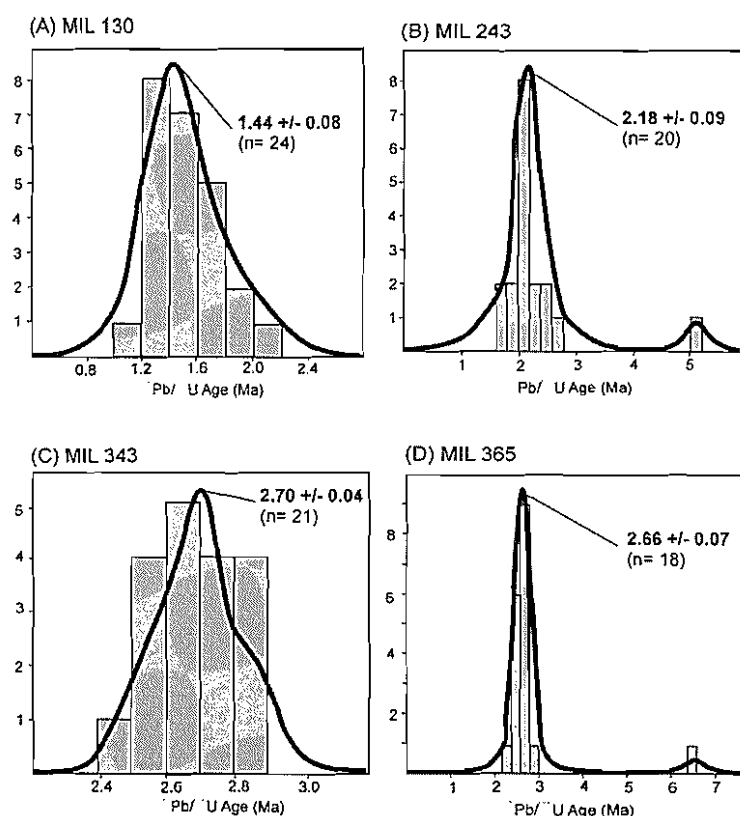 (A) MIL 130
8
7
6
5
4
3
2
1
1.44 +/- 0.08
(n= 24)
0.8 1.2 1.6 2.0 2.4
Pb/ U Age (Ma)
(B) MIL 243
8
7
6
5
4
3
2
1
2.18 +/- 0.09
(n= 20)
1 2 3 4 5
Pb/ U Age (Ma)
(C) MIL 343
5
4
3
2
1
2.70 +/- 0.04
(n= 21)
2.4 2.6 2.8 3.0
Pb/ U Age (Ma)
(D) MIL 365
8
6
4
2
2.66 +/- 0.07
(n= 18)
1 2 3 4 5 6 7
Pb/ U Age (Ma)